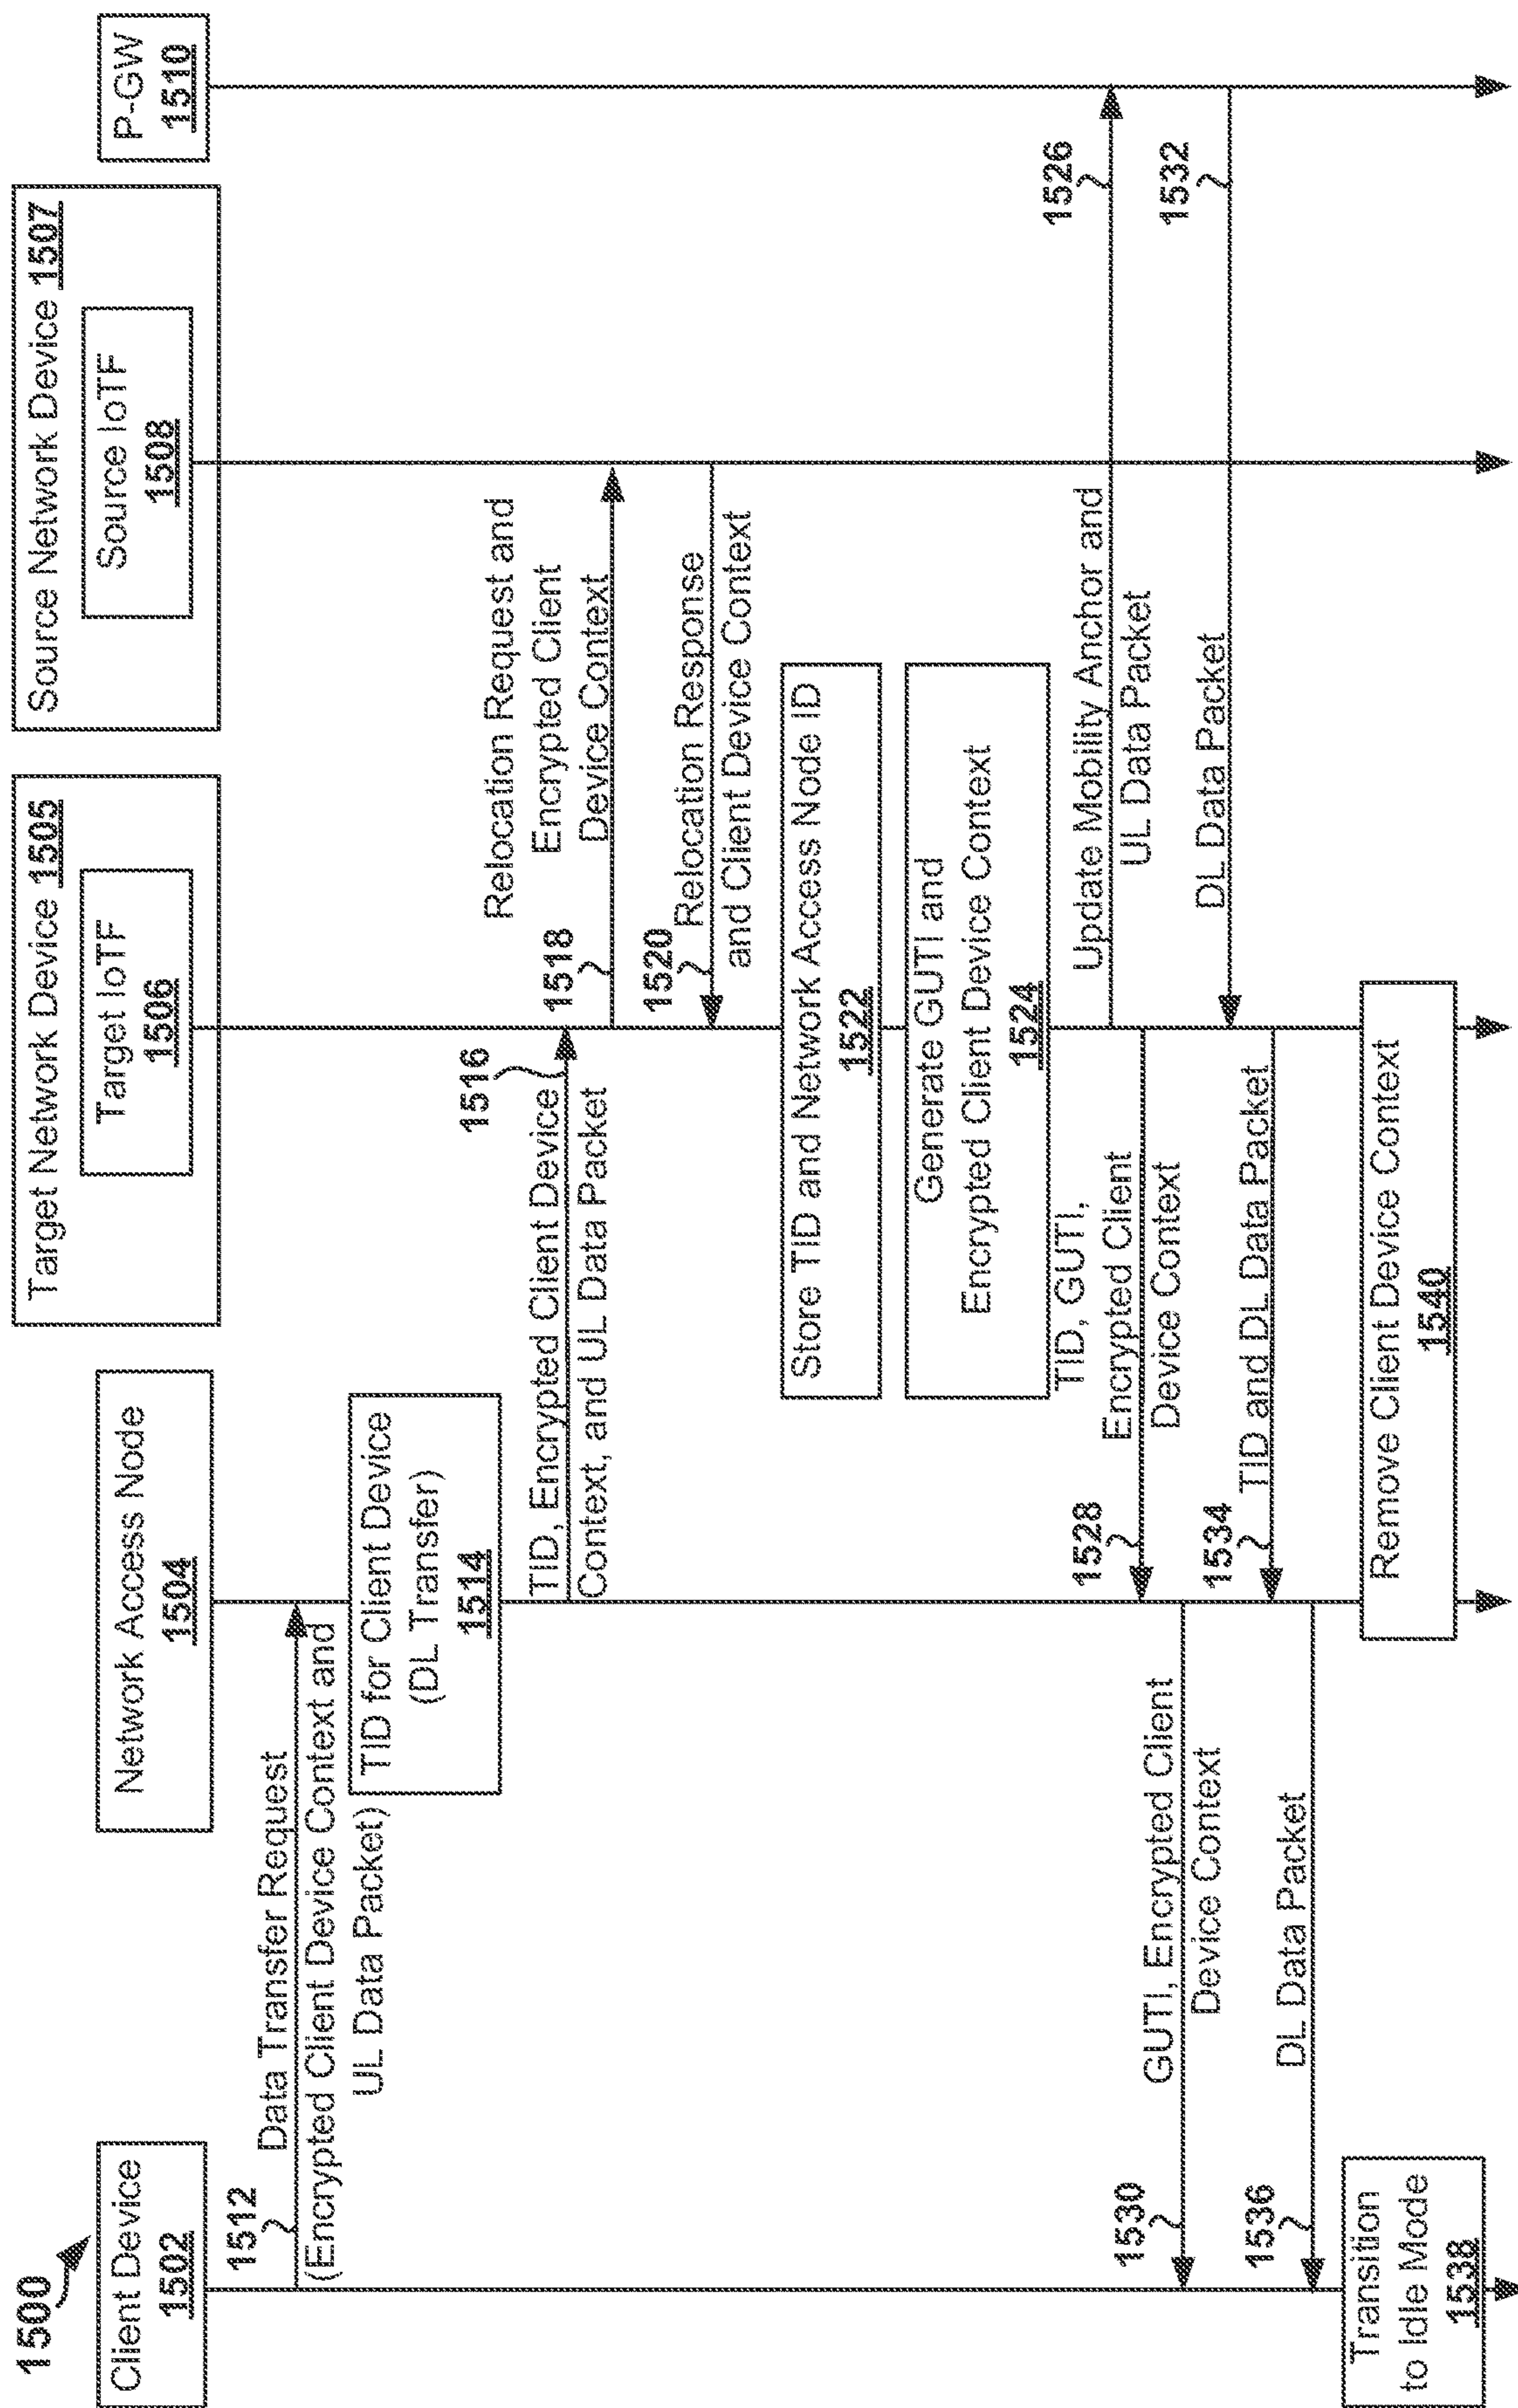 1500
Client Device
1502
Network Access Node
1504
Target Network Device 1505
Target IoTF
1506
Source Network Device 1507
Source IoTF
1508
P-GW
1510
1512
Data Transfer Request
(Encrypted Client Device Context and
UL Data Packet)
TID for Client Device
(DL Transfer)
1514
1516
TID, Encrypted Client Device
Context, and UL Data Packet
1518
Relocation Request and
Encrypted Client
Device Context
1520
Relocation Response
and Client Device Context
Store TID and Network Access Node ID
1522
Generate GUTI and
Encrypted Client Device Context
1524
1526
Update Mobility Anchor and
UL Data Packet
1528
TID, GUTI,
Encrypted Client
Device Context
1530
GUTI, Encrypted Client
Device Context
1532
DL Data Packet
1534
TID and DL Data Packet
1536
DL Data Packet
Transition
to Idle Mode
1538
Remove Client Device Context
1540